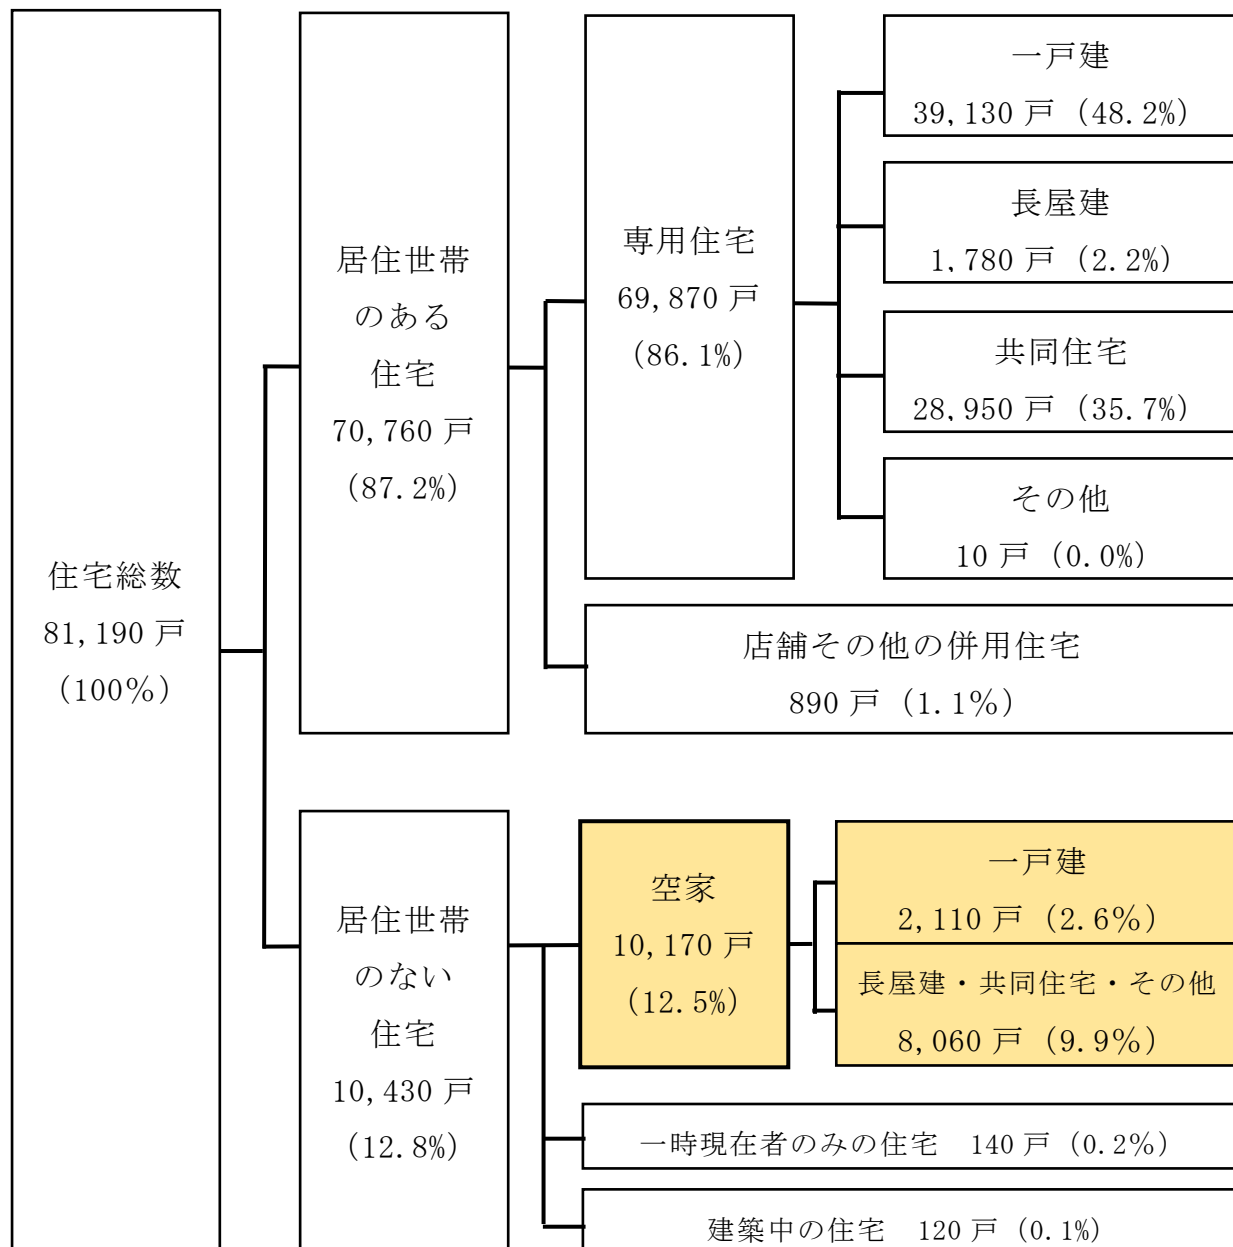 住宅総数
81,190 戸
(100%)
居住世帯
のある
住宅
70,760 戸
(87.2%)
専用住宅
69,870 戸
(86.1%)
一戸建
39,130 戸 (48.2%)
長屋建
1,780 戸 (2.2%)
共同住宅
28,950 戸 (35.7%)
その他
10 戸 (0.0%)
店舗その他の併用住宅
890 戸 (1.1%)
居住世帯
のない
住宅
10,430 戸
(12.8%)
空家
10,170 戸
(12.5%)
一戸建
2,110 戸 (2.6%)
長屋建・共同住宅・その他
8,060 戸 (9.9%)
一時現在者のみの住宅 140 戸 (0.2%)
建築中の住宅 120 戸 (0.1%)